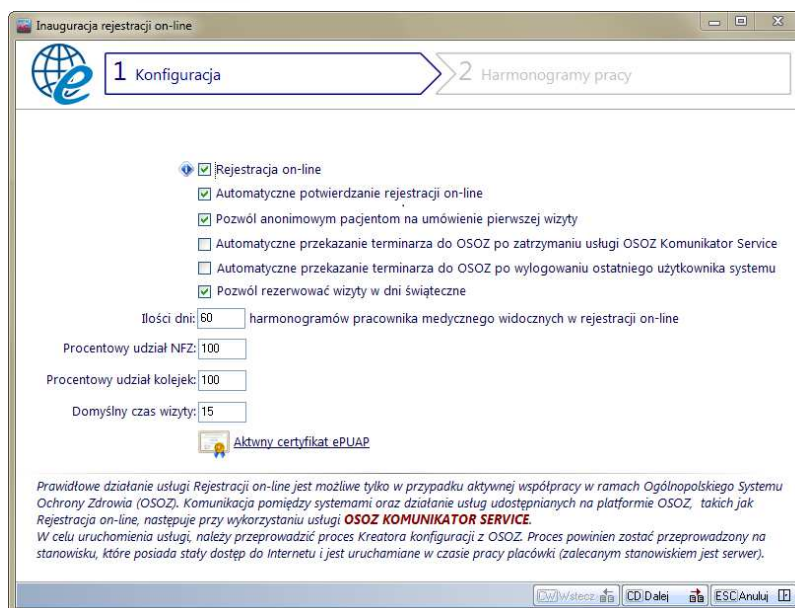 Inauguracja rejestracji on-line
1 Konfiguracja
2 Harmonogramy pracy
Rejestracja on-line
Automatyczne potwierdzanie rejestracji on-line
Pozwól anonimowym pacjentom na umówienie pierwszej wizyty
Automatyczne przekazanie terminarza do OSOZ po zatrzymaniu usługi OSOZ Komunikator Service
Automatyczne przekazanie terminarza do OSOZ po wylogowaniu ostatniego użytkownika systemu
Pozwól rezerwować wizyty w dni świąteczne
Ilości dni: 60 harmonogramów pracownika medycznego widocznych w rejestracji on-line
Procentowy udział NFZ: 100
Procentowy udział kolejek: 100
Domyślny czas wizyty: 15
Aktwny certyfikat ePUAP
Prawidłowe działanie usługi Rejestracji on-line jest możliwe tylko w przypadku aktywnej współpracy w ramach Ogólnopolskiego Systemu
Ochrony Zdrowia (OSOZ). Komunikacja pomiędzy systemami oraz działanie usług udostępnianych na platformie OSOZ, takich jak
Rejestracja on-line, następuje przy wykorzystaniu usługi OSOZ KOMUNIKATOR SERVICE.
W celu uruchomienia usługi, należy przeprowadzić proces Kreatora konfiguracji z OSOZ. Proces powinien zostać przeprowadzony na
stanowisku, które posiada stały dostęp do Internetu i jest uruchamiane w czasie pracy placówki (zalecanym stanowiskiem jest serwer).
CW Wstecz CD Dalej ESC Anuluj